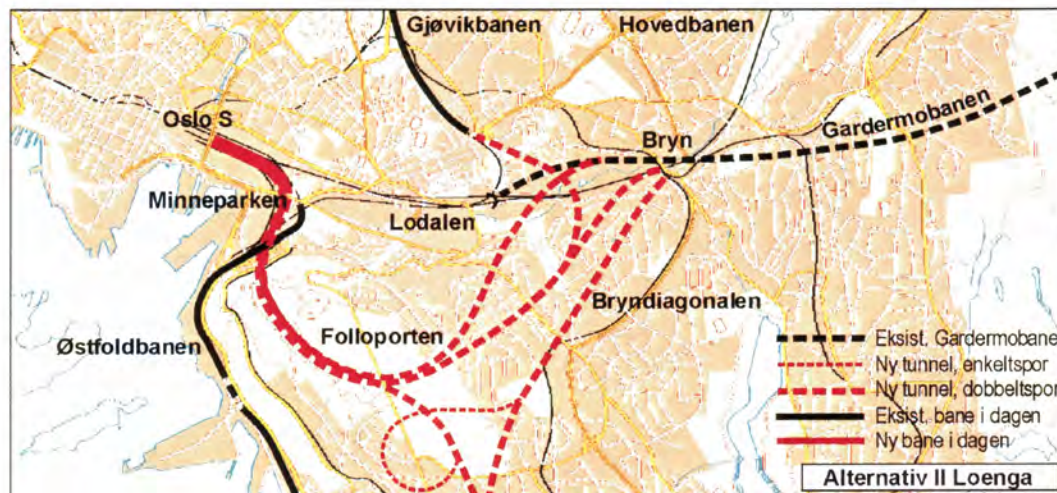 Gjøvikbanen
Hovedbanen
Oslo S
Bryn
Gardermobanen
Minneparken
Lodalen
Bryndiagonalen
Folloporten
Østfoldbanen
Eksist. Gardermobane
Ny tunnel, enkeltspor
Ny tunnel, dobbeltspor
Eksist. bane i dagen
Ny bane i dagen
Alternativ II Loenga